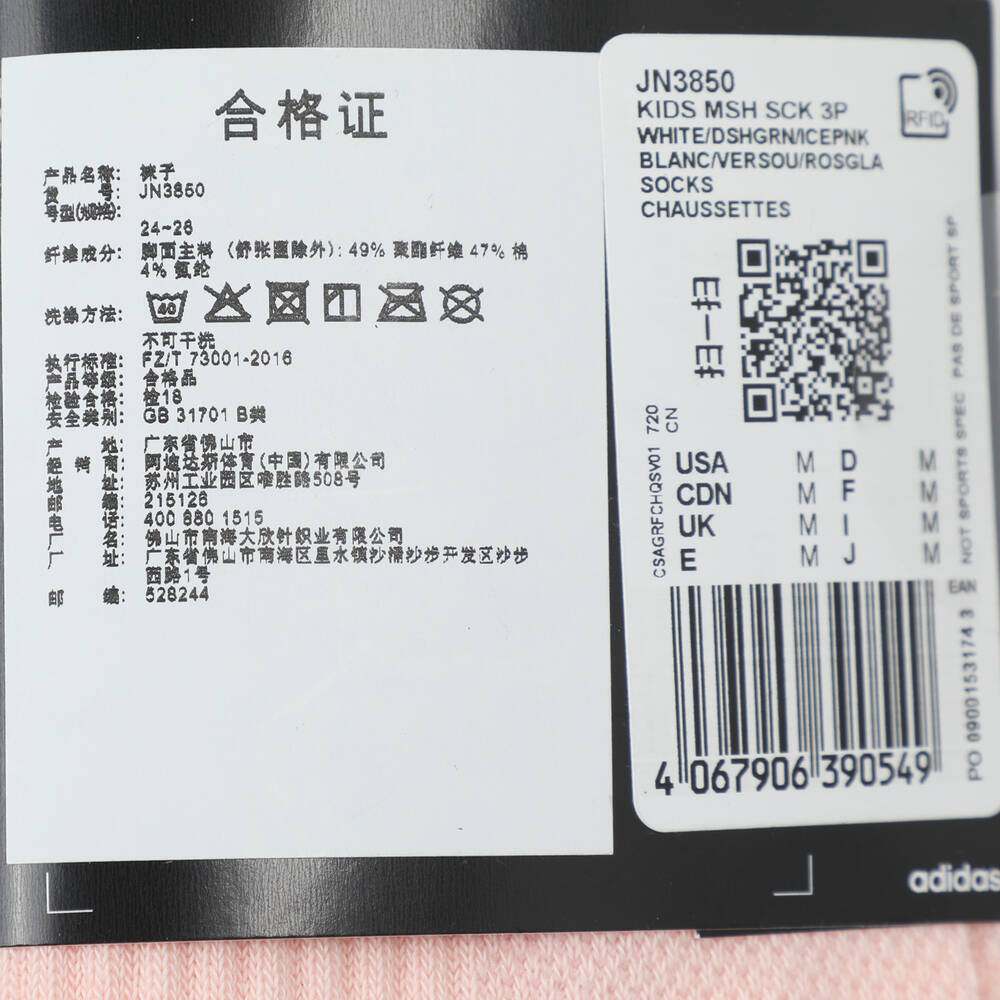 合格证
产品名称: 袜子
货 号: JN3850
号型(规格):
24~26
纤维成分: 脚面主料 (舒张圈除外): 49% 聚酯纤维 47% 棉
4% 氨纶
洗涤方法: 40
不可干洗
执行标准: FZ/T 73001-2016
产品等级: 合格品
检验合格: 检18
安全类别: GB 31701 B类
产 地: 广东省佛山市
经 销 商: 阿迪达斯体育(中国)有限公司
地 址: 苏州工业园区唯胜路508号
邮 编: 215126
电 话: 400 880 1515
厂 名: 佛山市南海大欣针织业有限公司
厂 址: 广东省佛山市南海区里水镇沙涌沙步开发区沙步
西路1号
邮 编: 528244
JN3850
KIDS MSH SCK 3P
WHITE/DSHGRN/ICEPNK
BLANC/VERSOU/ROSGLA
SOCKS
CHAUSSETTES
RFID
扫一扫
CSAGRFCHQSV01 720
CN
USA M D M
CDN M F M
UK M I M
E M J M
NOT SPORTS SPEC PAS DE SPORT SP
EAN
PO 0900153174 3
4 067906 390549
adidas